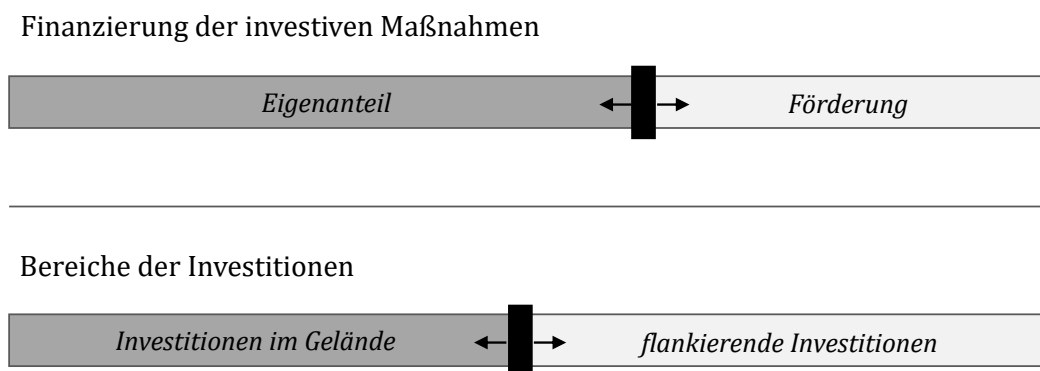 Finanzierung der investiven Maßnahmen
Eigenanteil
Förderung
Bereiche der Investitionen
Investitionen im Gelände
flankierende Investitionen